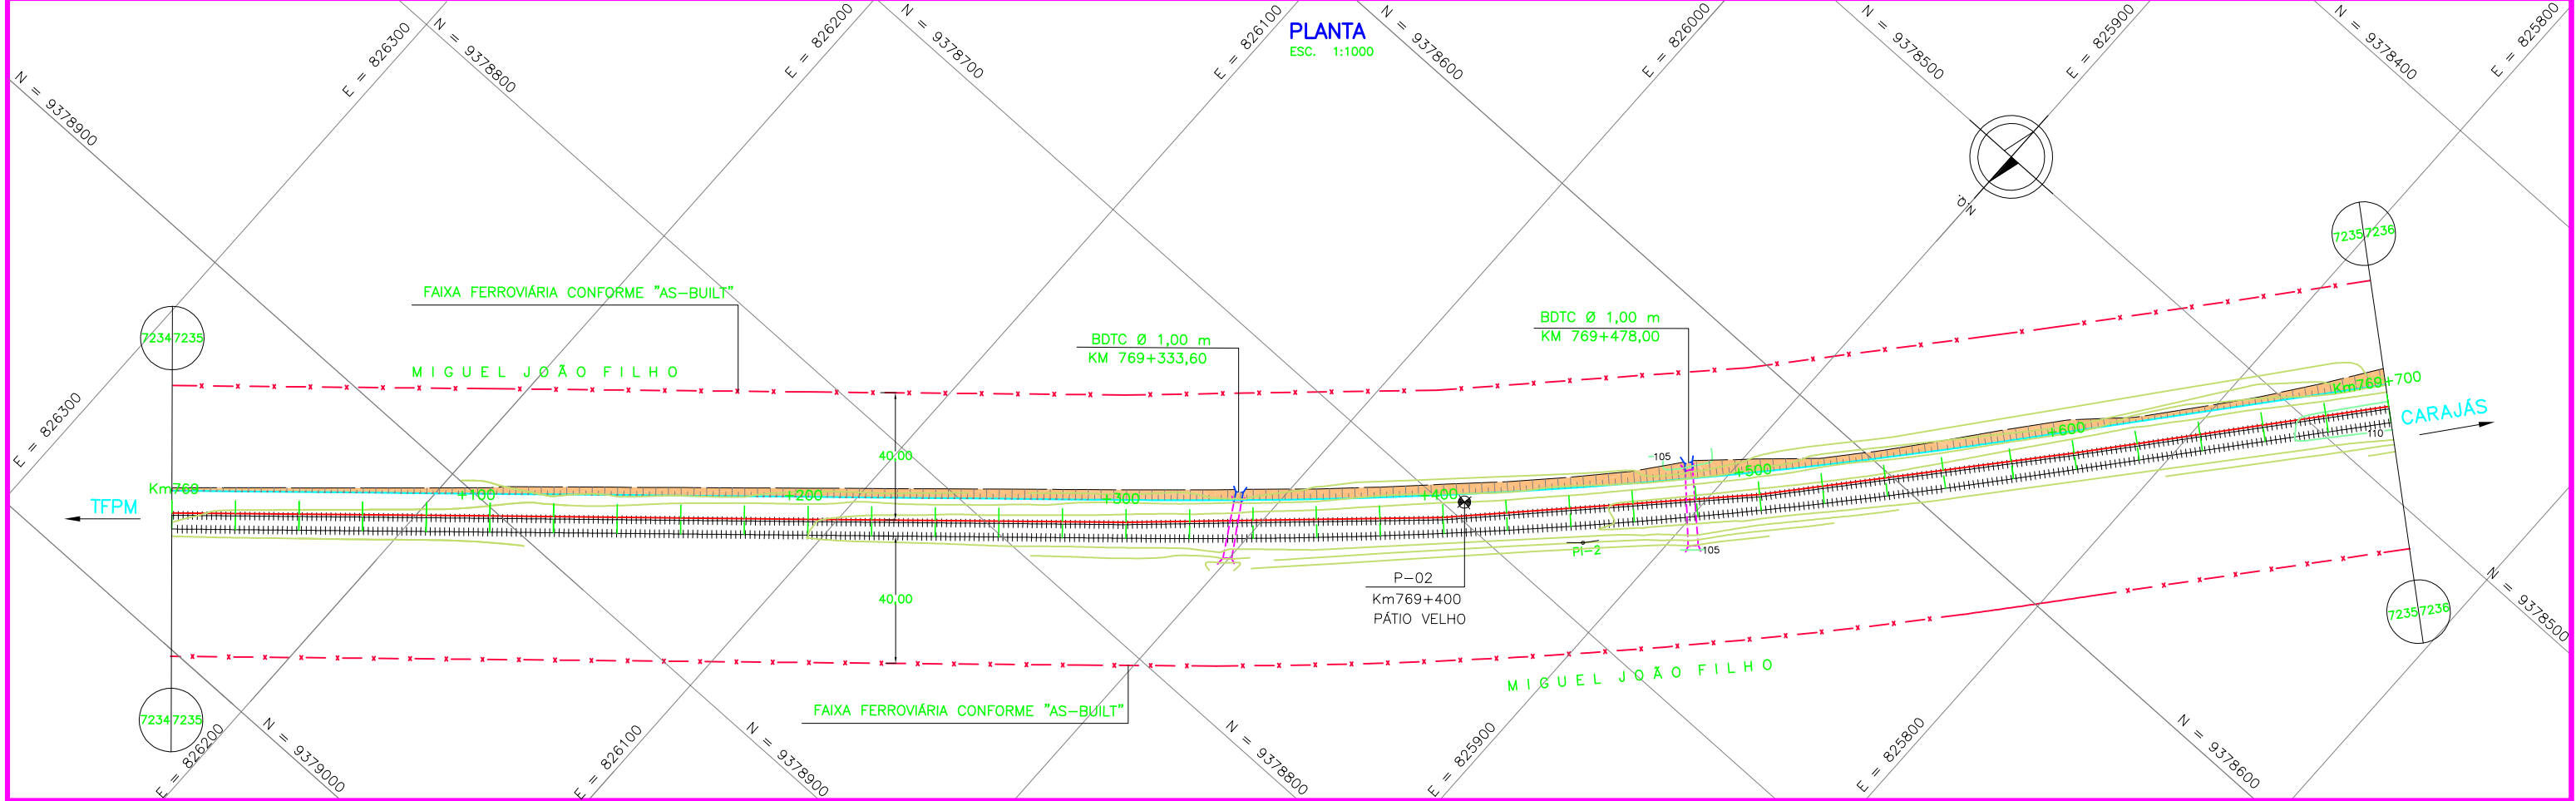 PLANTA
ESC. 1:1000
N = 9378900
E = 826300
N = 9378800
E = 826200
N = 9378700
E = 826100
N = 9378600
E = 826000
N = 9378500
E = 825900
N = 9378400
E = 825800
N.Q.
7235 7236
FAIXA FERROVIÁRIA CONFORME "AS-BUILT"
7234 7235
MIGUEL JOÃO FILHO
BDTC Ø 1,00 m
KM 769+333,60
BDTC Ø 1,00 m
KM 769+478,00
E = 826300
40,00
Km769
+100
+200
+300
+400
+500
+600
Km769+700
105
110
CARAJÁS
TFPM
PI-2
105
P-02
Km769+400
PÁTIO VELHO
40,00
7235 7236
N = 9378500
MIGUEL JOÃO FILHO
FAIXA FERROVIÁRIA CONFORME "AS-BUILT"
7234 7235
E = 826200
N = 9379000
E = 826100
N = 9378900
N = 9378800
E = 825900
E = 825800
N = 9378600